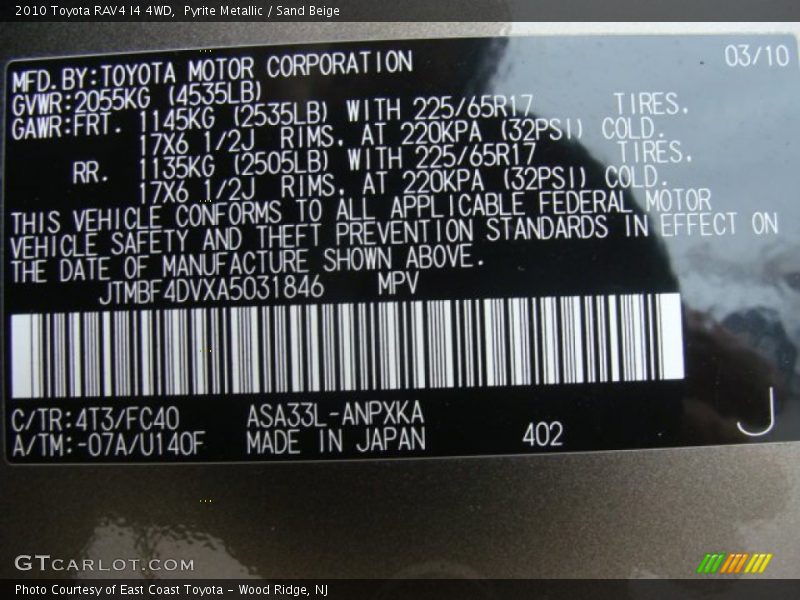 2010 Toyota RAV4 I4 4WD,  Pyrite Metallic / Sand Beige
03/10
MFD.BY:TOYOTA MOTOR CORPORATION
GVWR:2055KG (4535LB)
GAWR:FRT. 1145KG (2535LB) WITH 225/65R17 TIRES.
17X6 1/2J RIMS. AT 220KPA (32PSI) COLD.
RR. 1135KG (2505LB) WITH 225/65R17 TIRES.
17X6 1/2J RIMS. AT 220KPA (32PSI) COLD.
THIS VEHICLE CONFORMS TO ALL APPLICABLE FEDERAL MOTOR
VEHICLE SAFETY AND THEFT PREVENTION STANDARDS IN EFFECT ON
THE DATE OF MANUFACTURE SHOWN ABOVE.
JTMBF4DVXA5031846 MPV
C/TR:4T3/FC40 ASA33L-ANPXKA
A/TM:-07A/U140F MADE IN JAPAN 402 J
GTCARLOT.COM
Photo Courtesy of East Coast Toyota - Wood Ridge, NJ